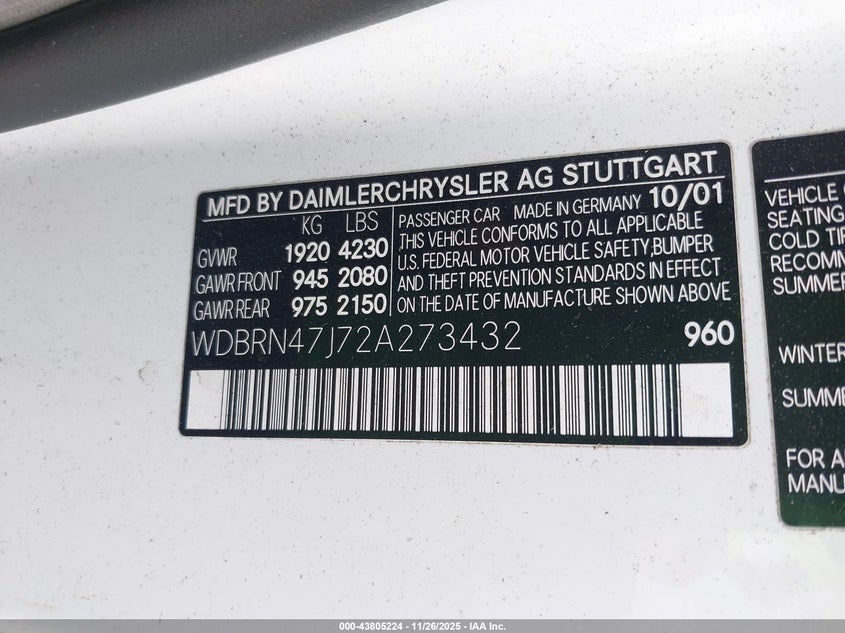 MFD BY DAIMLERCHRYSLER AG STUTTGART
KG LBS
GVWR 1920 4230
GAWR FRONT 945 2080
GAWR REAR 975 2150
PASSENGER CAR MADE IN GERMANY 10/01
THIS VEHICLE CONFORMS TO ALL APPLICABLE
U.S. FEDERAL MOTOR VEHICLE SAFETY,BUMPER
AND THEFT PREVENTION STANDARDS IN EFFECT
ON THE DATE OF MANUFACTURE SHOWN ABOVE
WDBRN47J72A273432 960
VEHICLE
SEATING
COLD
RECOMM
SUMMER
WINTER
SUMME
FOR
MANU
000-43805224 - 11/26/2025 - IAA Inc.